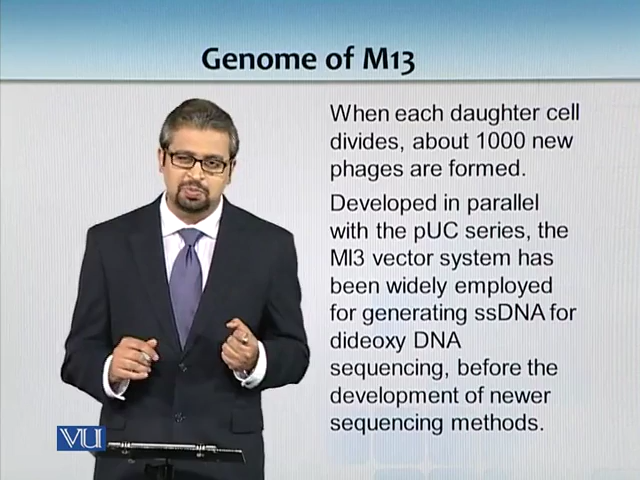 Genome of M13
When each daughter cell
divides, about 1000 new
phages are formed.
Developed in parallel
with the pUC series, the
MI3 vector system has
been widely employed
for generating ssDNA for
dideoxy DNA
sequencing, before the
development of newer
sequencing methods.
VU